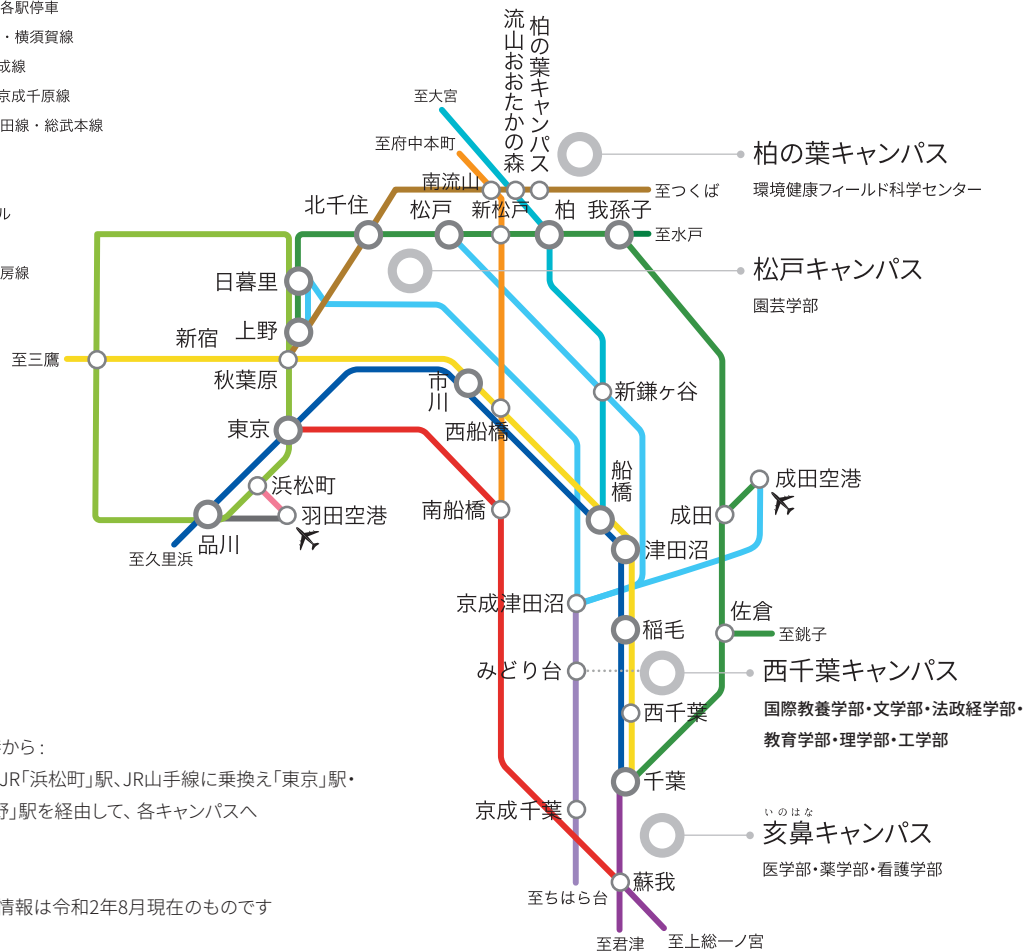 各駅停車
・横須賀線
成線
京成千原線
田線・総武本線
ル
房線
流山おおたかの森
柏の葉キャンパス
至大宮
至府中本町
柏の葉キャンパス
環境健康フィールド科学センター
南流山
至つくば
北千住
松戸
新松戸
柏
我孫子
至水戸
松戸キャンパス
園芸学部
日暮里
上野
新宿
至三鷹
秋葉原
市川
新鎌ヶ谷
東京
西船橋
船橋
成田空港
浜松町
羽田空港
南船橋
成田
品川
津田沼
至久里浜
京成津田沼
稲毛
佐倉
至銚子
みどり台
西千葉キャンパス
西千葉
国際教養学部・文学部・法政経学部・
教育学部・理学部・工学部
から：
JR「浜松町」駅、JR山手線に乗換え「東京」駅・
野」駅を経由して、各キャンパスへ
千葉
京成千葉
いのはな
亥鼻キャンパス
医学部・薬学部・看護学部
蘇我
至ちはら台
情報は令和2年8月現在のものです
至君津
至上総一ノ宮